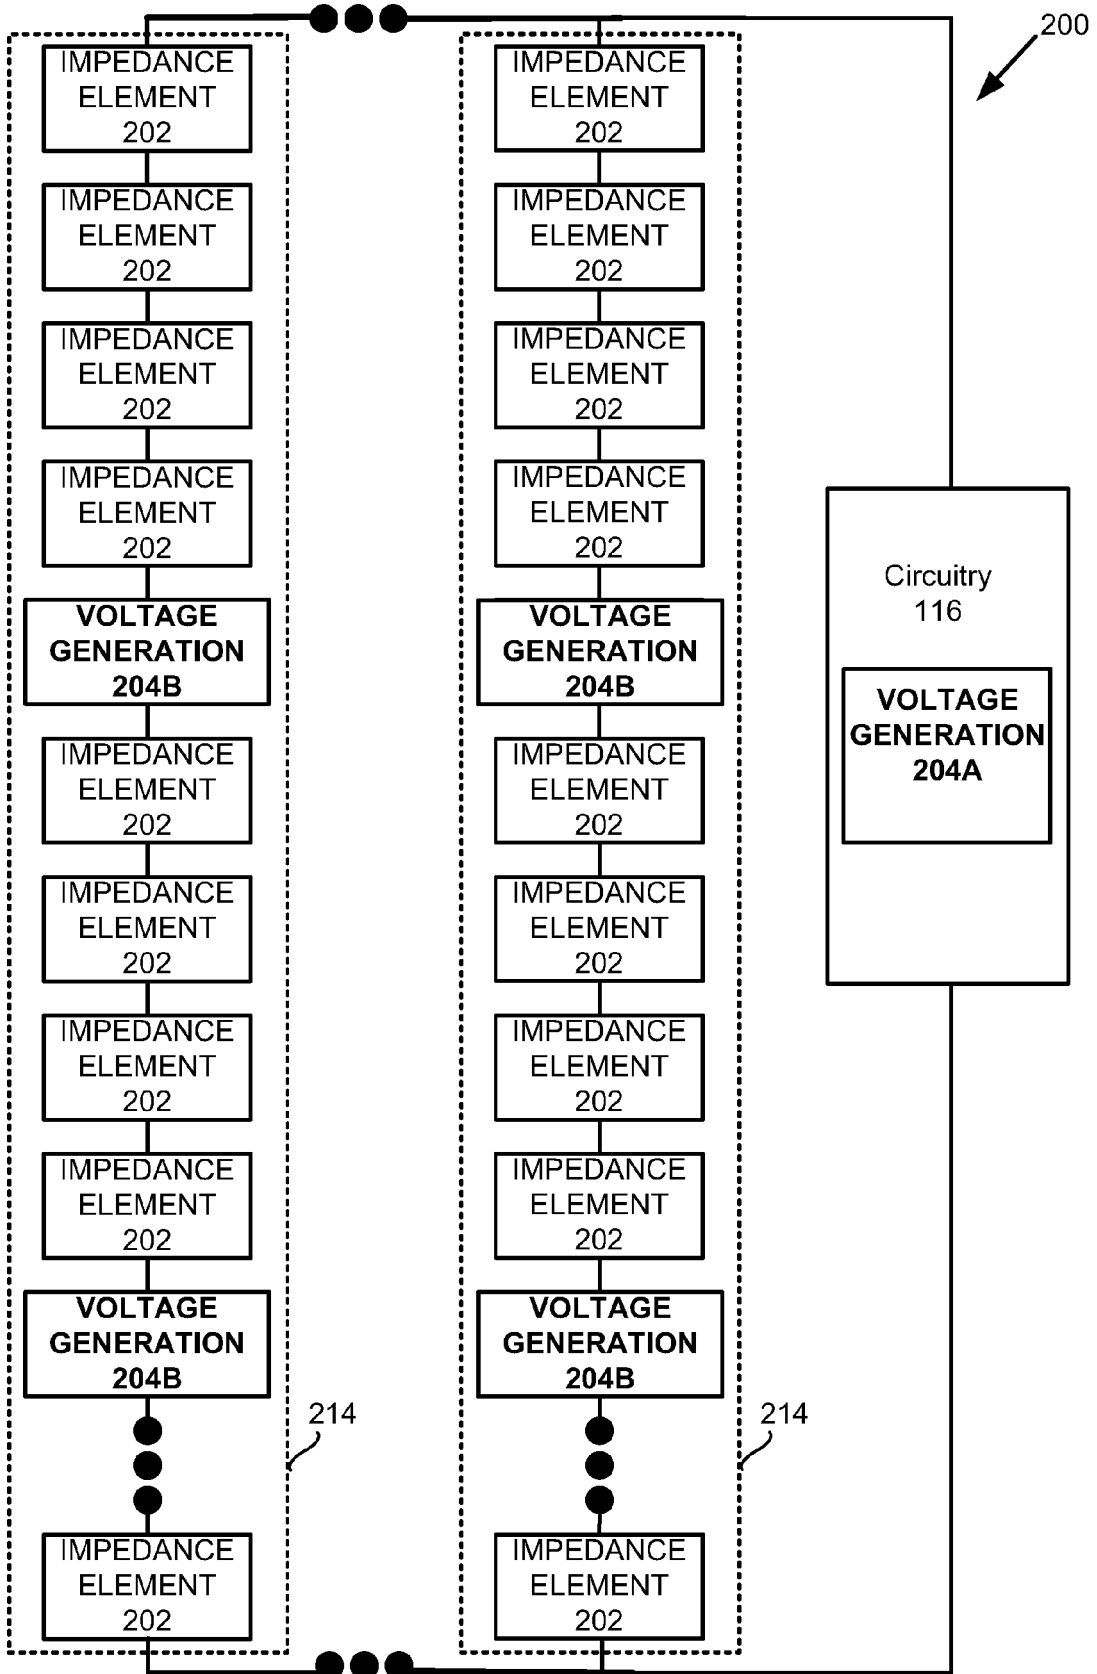 200
IMPEDANCE
ELEMENT
202
IMPEDANCE
ELEMENT
202
IMPEDANCE
ELEMENT
202
IMPEDANCE
ELEMENT
202
VOLTAGE
GENERATION
204B
IMPEDANCE
ELEMENT
202
IMPEDANCE
ELEMENT
202
IMPEDANCE
ELEMENT
202
IMPEDANCE
ELEMENT
202
VOLTAGE
GENERATION
204B
214
IMPEDANCE
ELEMENT
202
IMPEDANCE
ELEMENT
202
IMPEDANCE
ELEMENT
202
IMPEDANCE
ELEMENT
202
IMPEDANCE
ELEMENT
202
VOLTAGE
GENERATION
204B
IMPEDANCE
ELEMENT
202
IMPEDANCE
ELEMENT
202
IMPEDANCE
ELEMENT
202
IMPEDANCE
ELEMENT
202
VOLTAGE
GENERATION
204B
214
IMPEDANCE
ELEMENT
202
Circuitry
116
VOLTAGE
GENERATION
204A